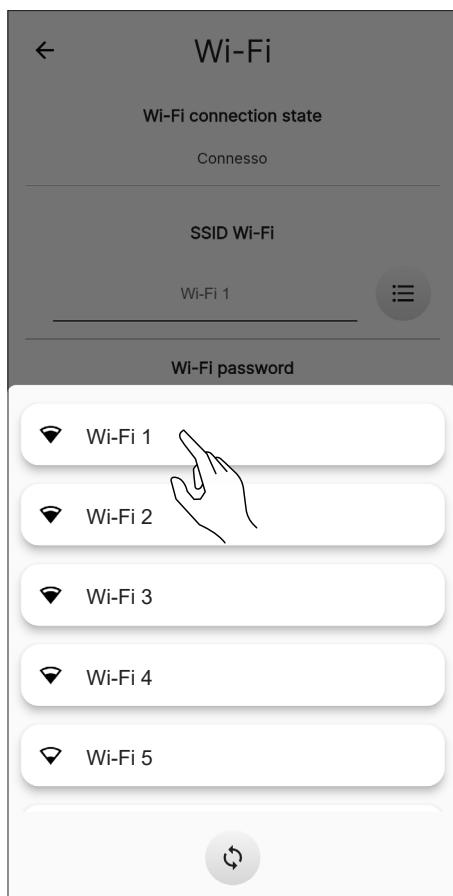 Wi-Fi
Wi-Fi connection state
Connesso
SSID Wi-Fi
Wi-Fi 1
Wi-Fi password
Wi-Fi 1
Wi-Fi 2
Wi-Fi 3
Wi-Fi 4
Wi-Fi 5